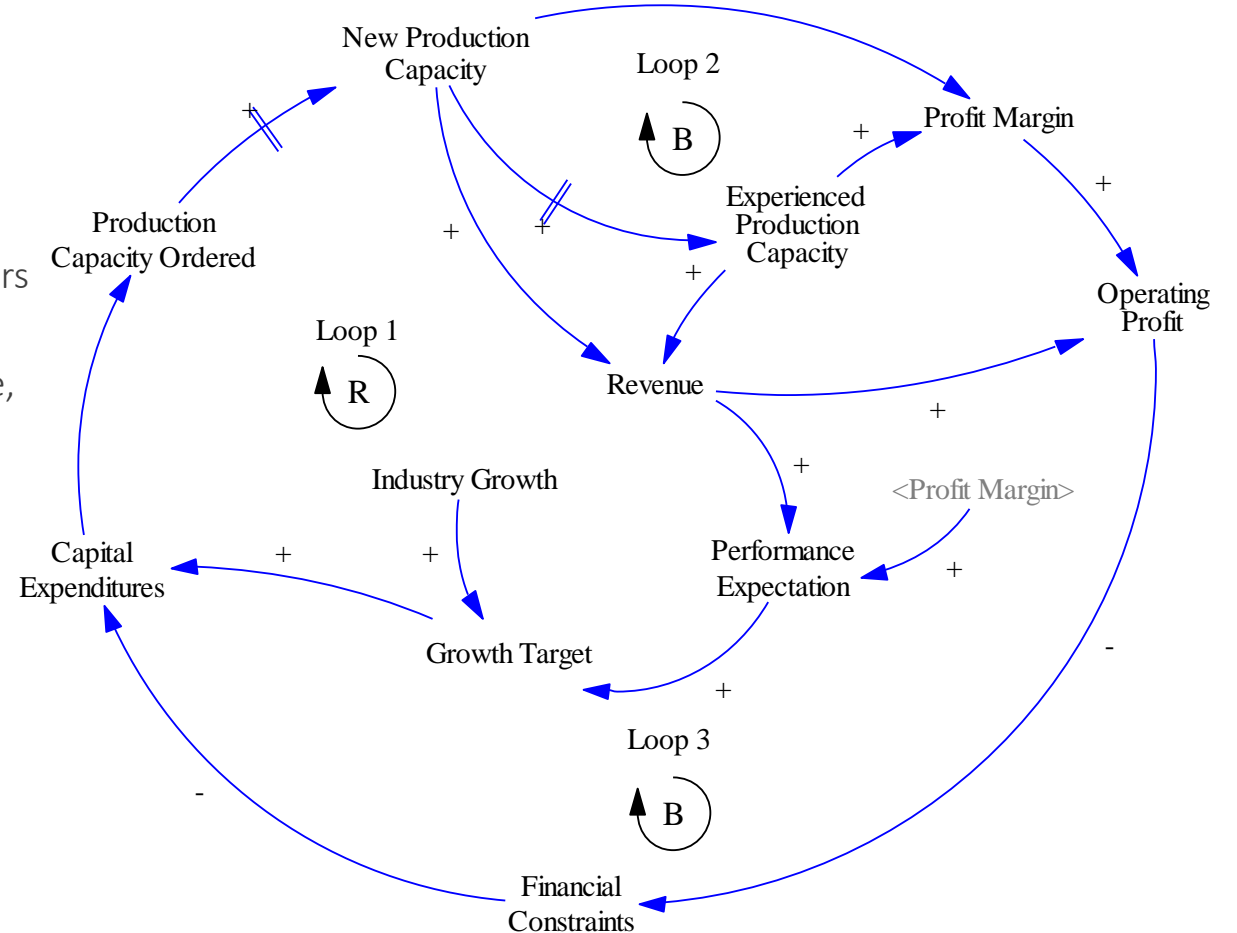 New Production
Capacity
Loop 2
B
Profit Margin
+
+
+
Experienced
Production
Capacity
Production
Capacity Ordered
+
+
+
rs
Operating
Profit
Loop 1
R
Revenue
e,
+
Industry Growth
+
<Profit Margin>
Capital
Expenditures
+
+
Performance
Expectation
+
Growth Target
-
+
Loop 3
B
-
Financial
Constraints